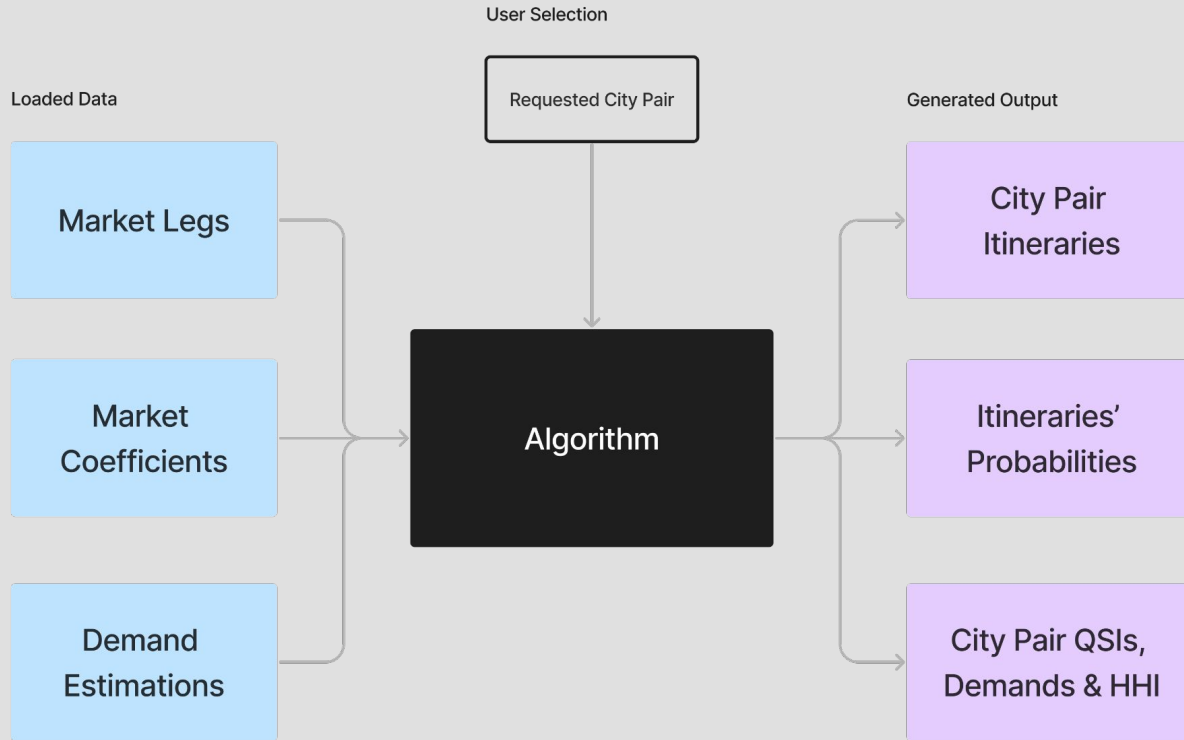 User Selection
Requested City Pair
Loaded Data
Market Legs
Market
Coefficients
Demand
Estimations
Algorithm
Generated Output
City Pair
Itineraries
Itineraries’
Probabilities
City Pair QSIs,
Demands & HHI